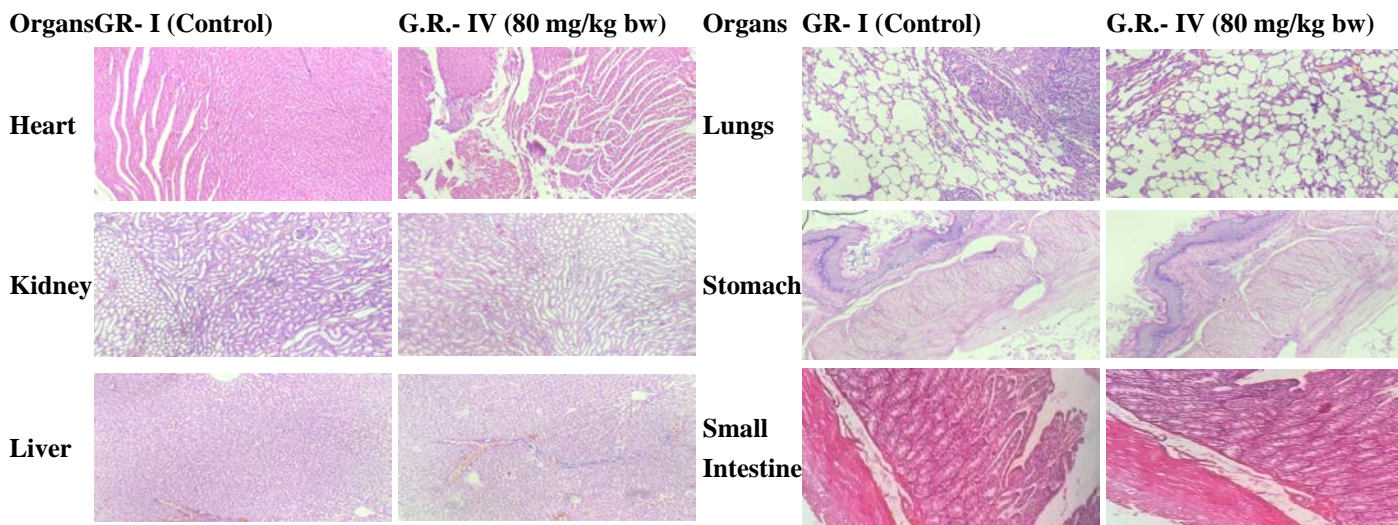 OrgansGR- I (Control) G.R.- IV (80 mg/kg bw) Organs GR- I (Control) G.R.- IV (80 mg/kg bw)
Heart Lungs
Kidney Stomach
Liver Small
Intestine